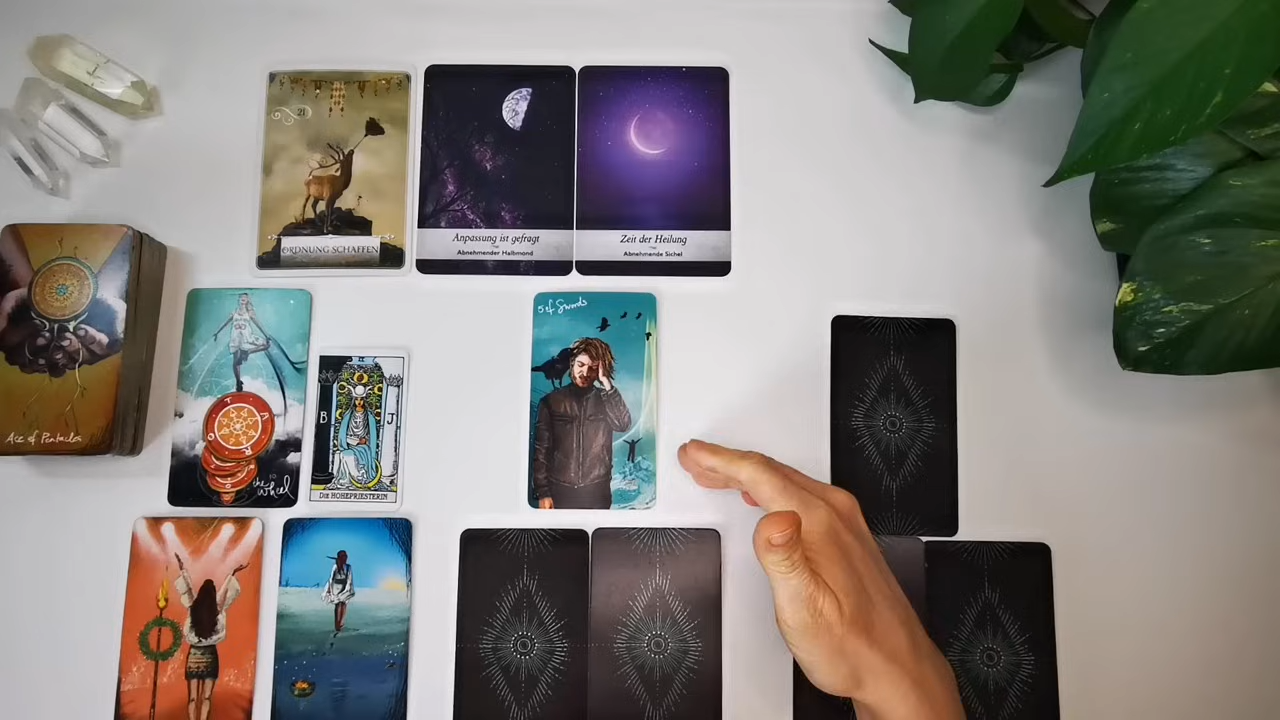 21
ORDNUNG SCHAFFEN
Anpassung ist gefragt
Abnehmender Halbmond
Zeit der Heilung
Abnehmende Sichel
Ace of Pentacles
T A R O
10
the Wheel
B J
DIE HOHEPRIESTERIN
5 of Swords